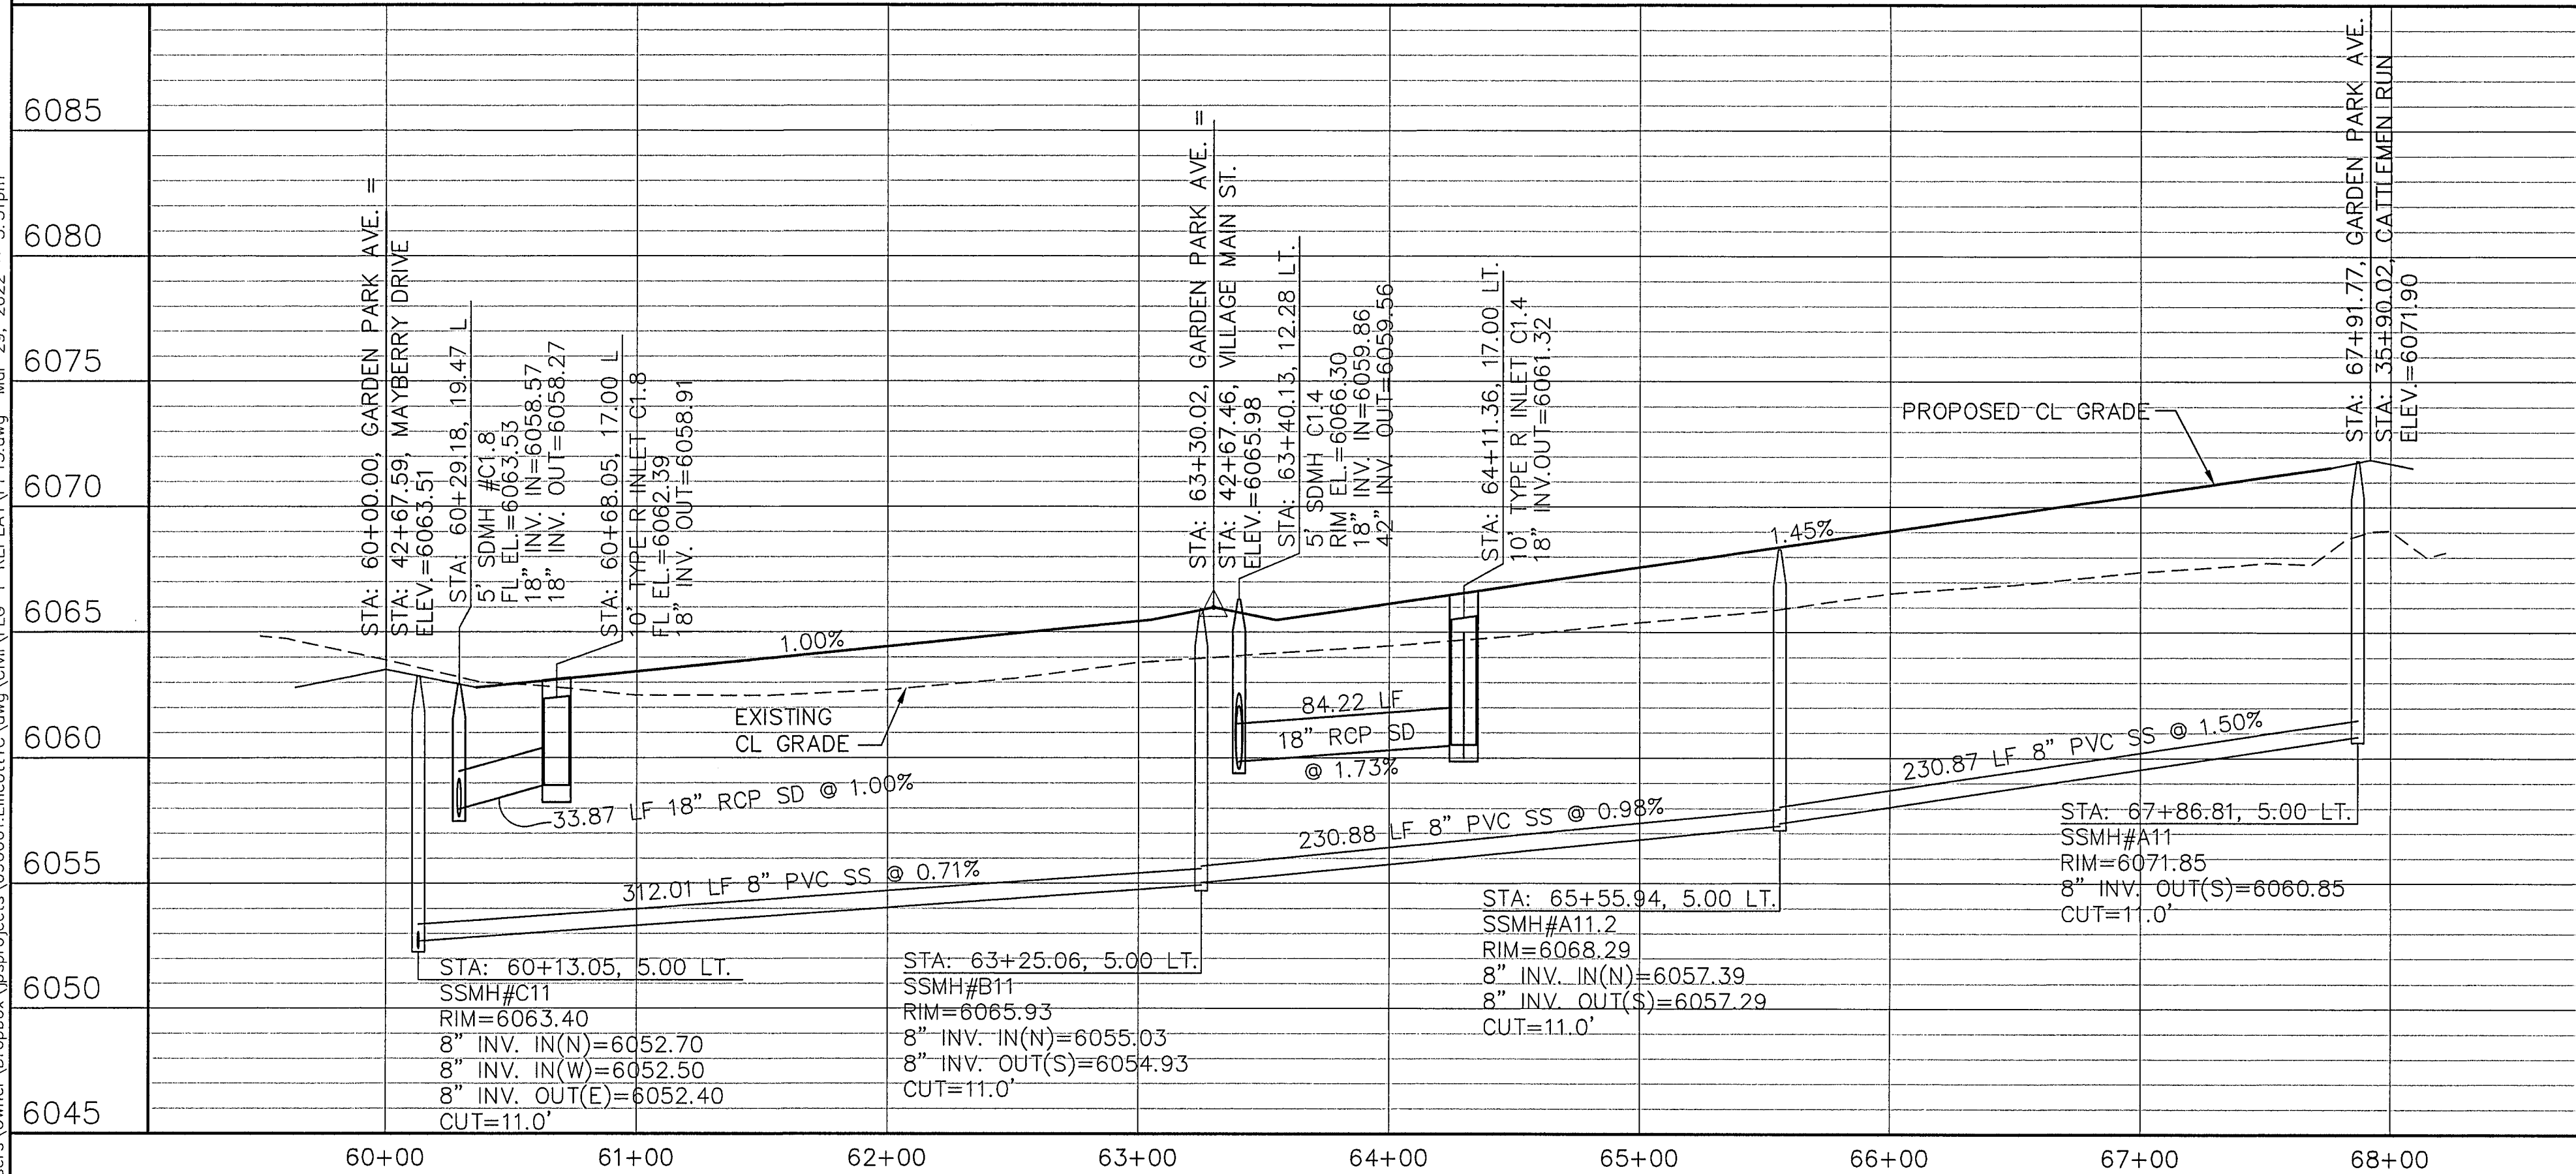 6085
6080
6075
6070
6065
6060
6055
6050
6045
STA: 60+00.00, GARDEN PARK AVE. =
STA: 42+67.59, MAYBERRY DRIVE
ELEV.=6063.51
STA: 60+29.18, 19.47 L
5' SDMH #C1.8
FL EL.=6063.53
18" INV. IN=6058.57
18" INV. OUT=6058.27
STA: 60+68.05, 17.00 L
10' TYPE R INLET C1.8
FL EL.=6062.39
18" INV. OUT=6058.91
STA: 63+30.02, GARDEN PARK AVE. =
STA: 42+67.46, VILLAGE MAIN ST.
ELEV.=6065.98
STA: 63+40.13, 12.28 LT.
5' SDMH C1.4
RIM EL.=6066.30
18" INV. IN=6059.86
42" INV. OUT=6059.56
STA: 64+11.36, 17.00 LT.
10' TYPE R INLET C1.4
18" INV.OUT=6061.32
STA: 67+91.77, GARDEN PARK AVE.
STA: 35+90.02, CATTLEMEN RUN
ELEV.=6071.90
PROPOSED CL GRADE
1.45%
1.00%
EXISTING
CL GRADE
84.22 LF
18" RCP SD
@ 1.73%
33.87 LF 18" RCP SD @ 1.00%
230.87 LF 8" PVC SS @ 1.50%
230.88 LF 8" PVC SS @ 0.98%
312.01 LF 8" PVC SS @ 0.71%
STA: 60+13.05, 5.00 LT.
SSMH#C11
RIM=6063.40
8" INV. IN(N)=6052.70
8" INV. IN(W)=6052.50
8" INV. OUT(E)=6052.40
CUT=11.0'
STA: 63+25.06, 5.00 LT.
SSMH#B11
RIM=6065.93
8" INV. IN(N)=6055.03
8" INV. OUT(S)=6054.93
CUT=11.0'
STA: 65+55.94, 5.00 LT.
SSMH#A11.2
RIM=6068.29
8" INV. IN(N)=6057.39
8" INV. OUT(S)=6057.29
CUT=11.0'
STA: 67+86.81, 5.00 LT.
SSMH#A11
RIM=6071.85
8" INV. OUT(S)=6060.85
CUT=11.0'
60+00
61+00
62+00
63+00
64+00
65+00
66+00
67+00
68+00